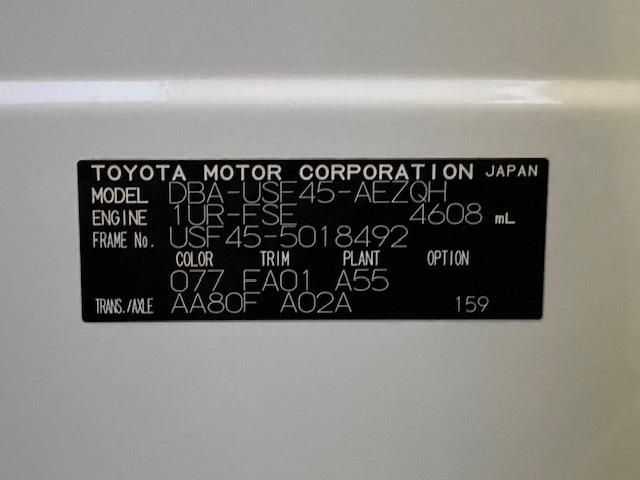 TOYOTA MOTOR CORPORATION JAPAN
MODEL DBA-USF45-AEZQH
ENGINE 1UR-FSE 4608 mL
FRAME No. USF45-5018492
COLOR TRIM PLANT OPTION
077 FA01 A55
TRANS./AXLE AA80F A02A 159